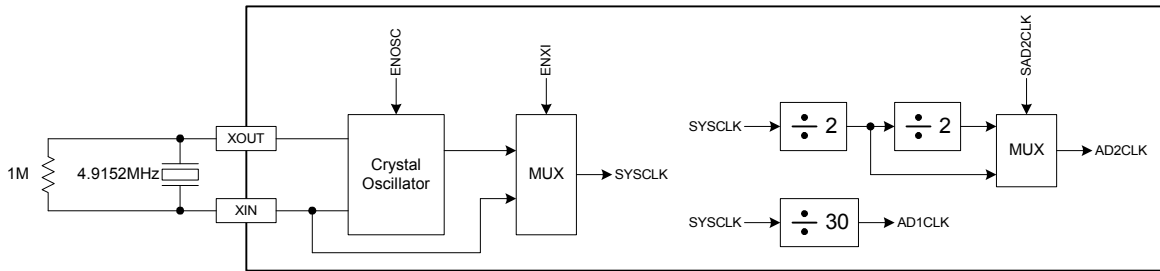 ENOSC
ENXI
SAD2CLK
XOUT
1M
4.9152MHz
Crystal
Oscillator
MUX
SYSCLK
XIN
SYSCLK
÷ 2
÷ 2
MUX
AD2CLK
SYSCLK
÷ 30
AD1CLK